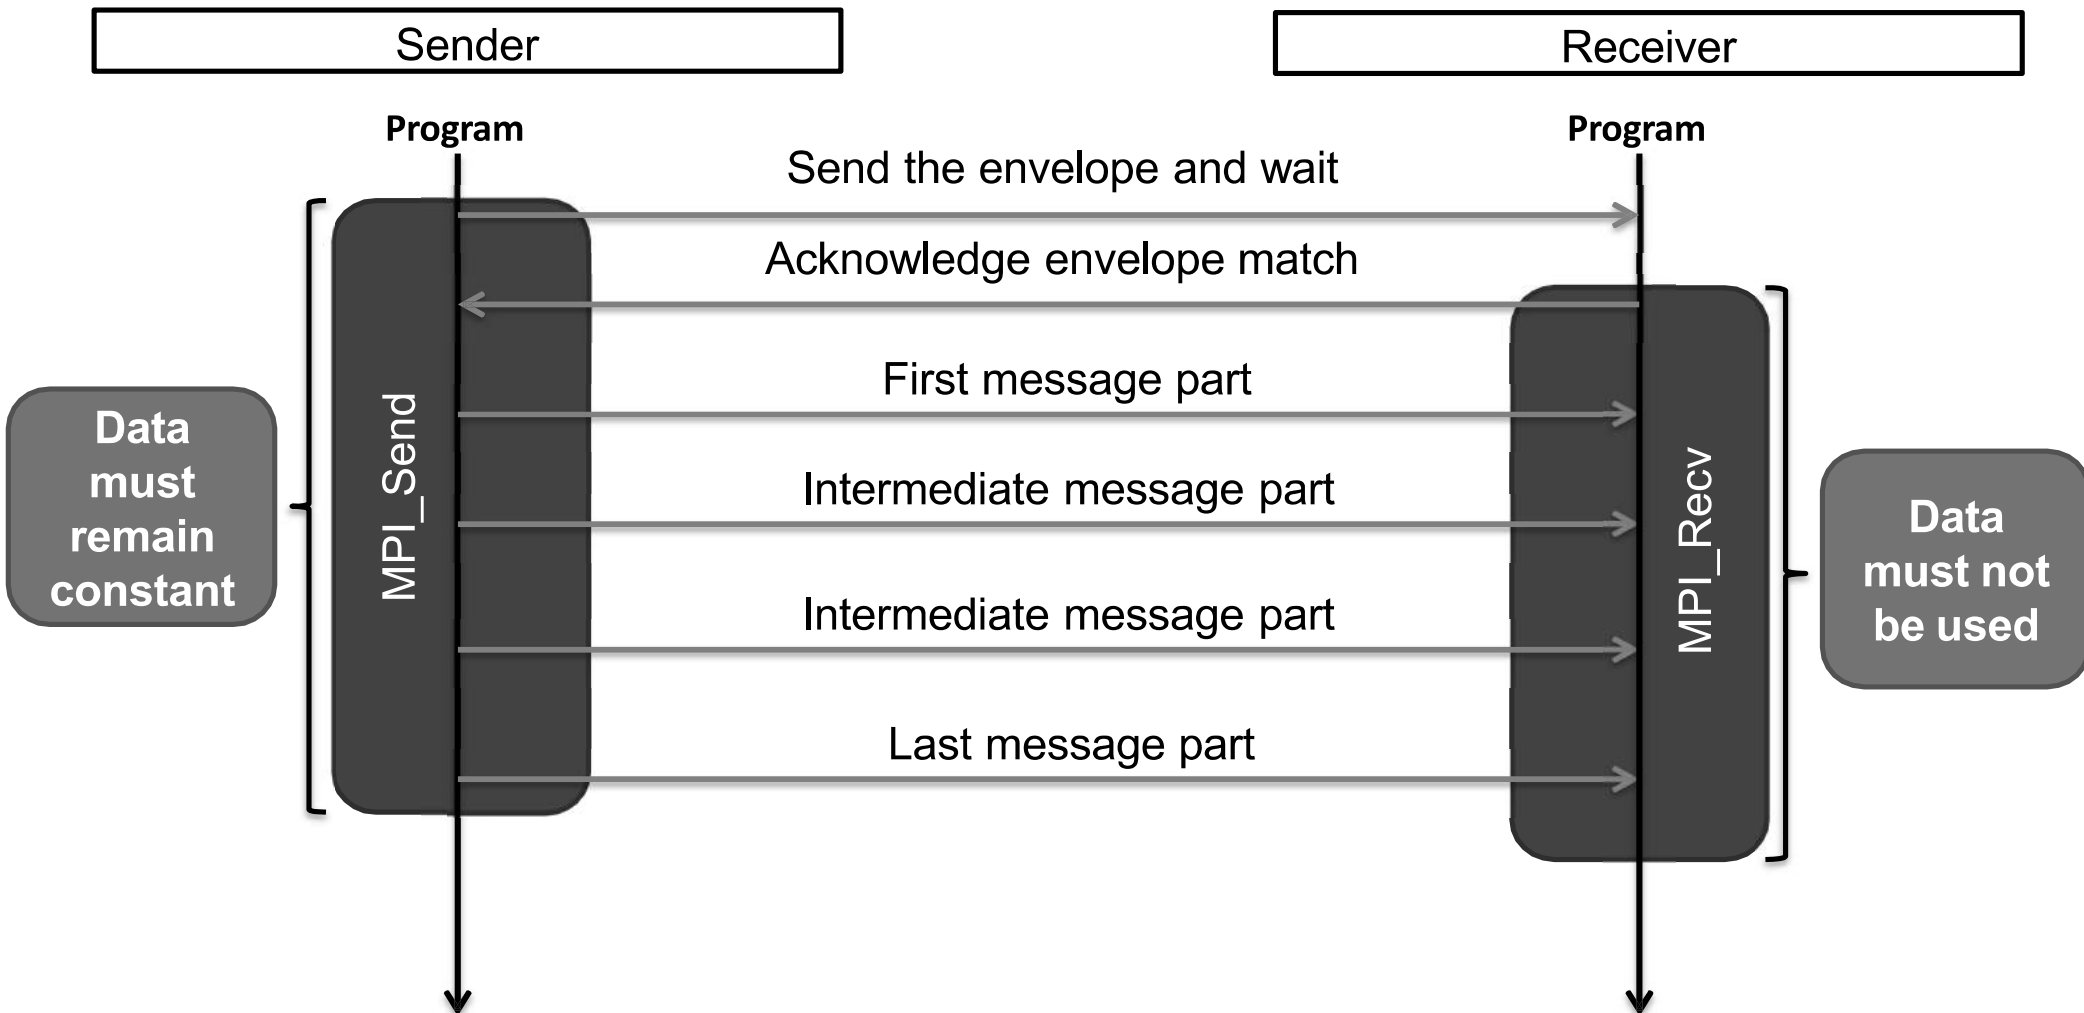 Sender
Receiver
Program
Program
Send the envelope and wait
Acknowledge envelope match
First message part
Intermediate message part
Intermediate message part
Last message part
MPI_Send
MPI_Recv
Data
must
remain
constant
Data
must not
be used